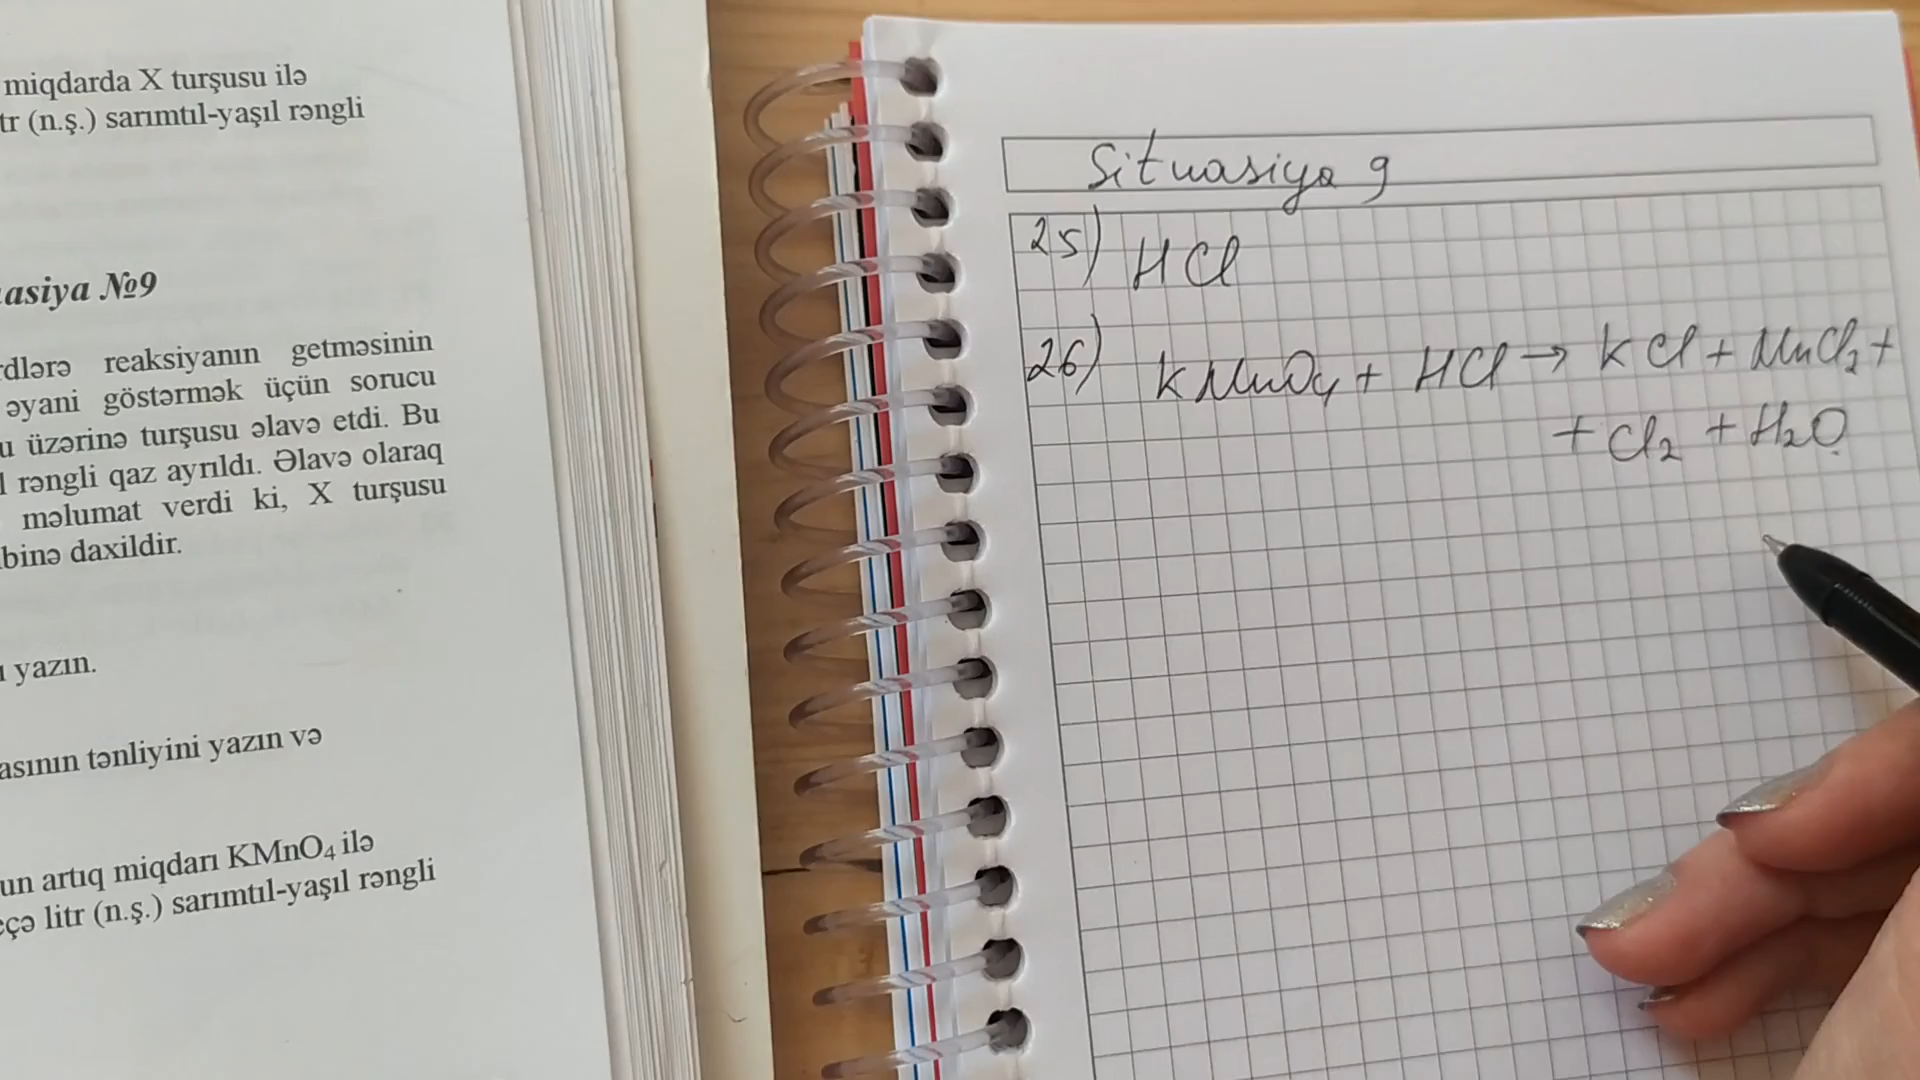 miqdarda X turşusu ilə
tr (n.ş.) sarımtıl-yaşıl rəngli
asiya №9
rdlərə reaksiyanın getməsinin
əyani göstərmək üçün sorucu
u üzərinə turşusu əlavə etdi. Bu
l rəngli qaz ayrıldı. Əlavə olaraq
məlumat verdi ki, X turşusu
binə daxildir.
yazın.
asının tənliyini yazın və
un artıq miqdarı KMnO₄ ilə
eçə litr (n.ş.) sarımtıl-yaşıl rəngli
Situasiya 9
25) HCl
26) KMnO₄ + HCl → KCl + MnCl₂ +
+ Cl₂ + H₂O